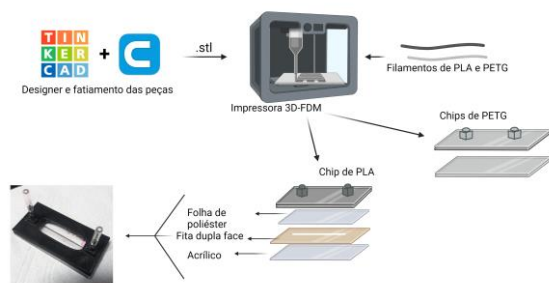 TIN
KER
CAD
+
C
.stl
Designer e fatiamento das peças
Impressora 3D-FDM
Filamentos de PLA e PETG
Chips de PETG
Chip de PLA
Folha de
poliéster
Fita dupla face
Acrílico